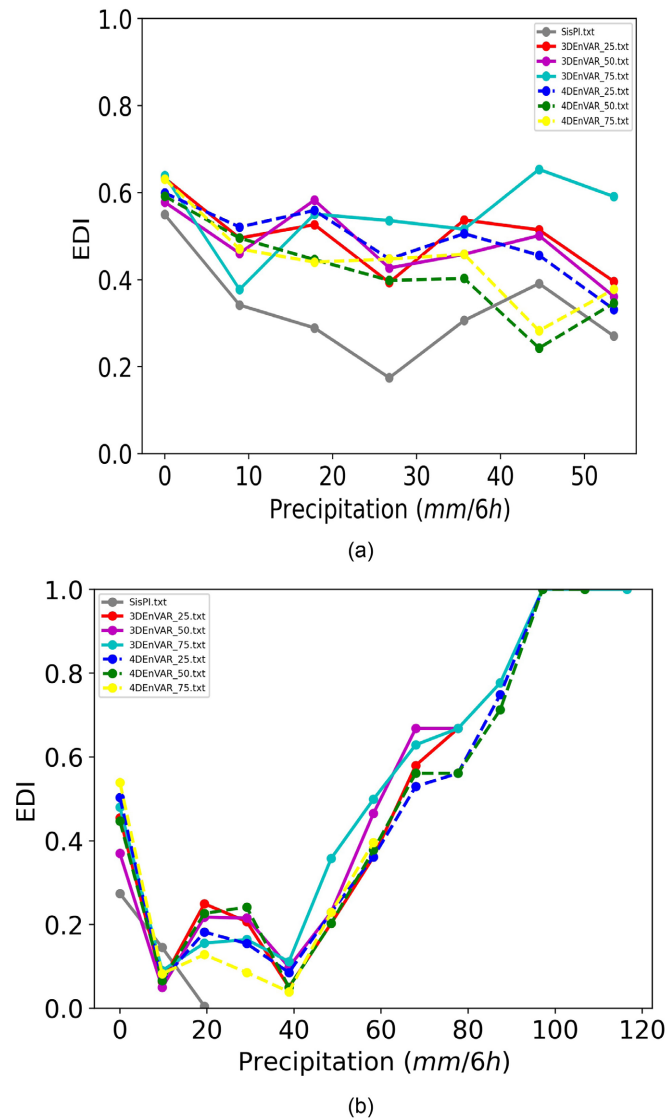 1.0
0.8
0.6
0.4
0.2
0.0
EDI
SisPI.txt
3DEnVAR_25.txt
3DEnVAR_50.txt
3DEnVAR_75.txt
4DEnVAR_25.txt
4DEnVAR_50.txt
4DEnVAR_75.txt
0 10 20 30 40 50
Precipitation (mm/6h)
(a)
1.0
0.8
0.6
0.4
0.2
0.0
EDI
SisPI.txt
3DEnVAR_25.txt
3DEnVAR_50.txt
3DEnVAR_75.txt
4DEnVAR_25.txt
4DEnVAR_50.txt
4DEnVAR_75.txt
0 20 40 60 80 100 120
Precipitation (mm/6h)
(b)